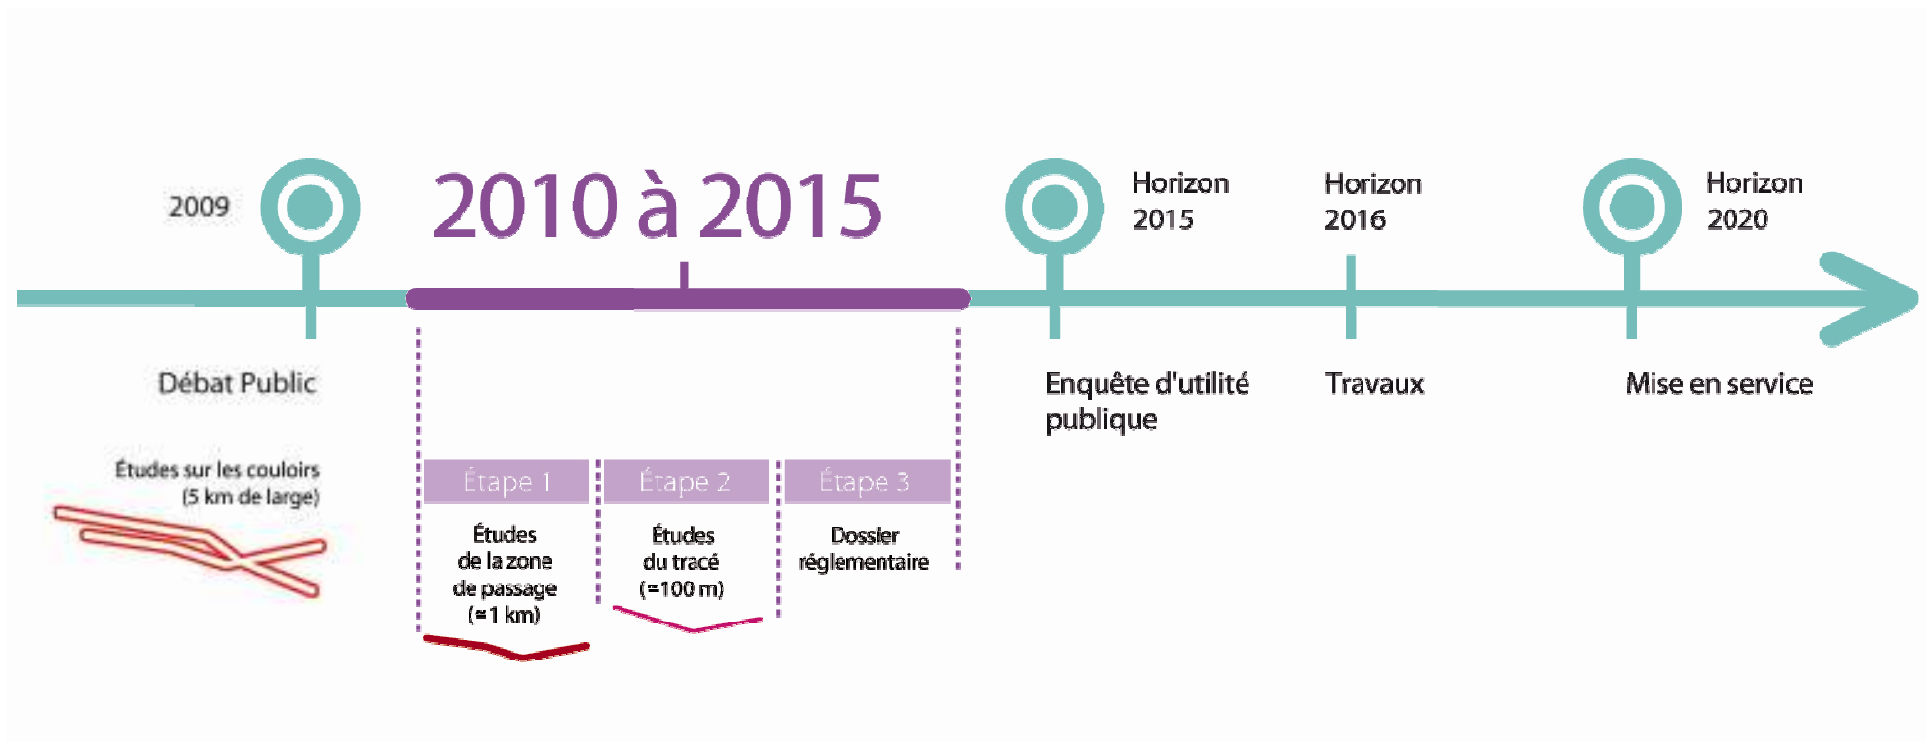 2009
2010 à 2015
Horizon
2015
Horizon
2016
Horizon
2020
Débat Public
Enquête d'utilité
publique
Travaux
Mise en service
Études sur les couloirs
(5 km de large)
Étape 1
Études
de la zone
de passage
(≃1 km)
Étape 2
Études
du tracé
(≃100 m)
Étape 3
Dossier
réglementaire